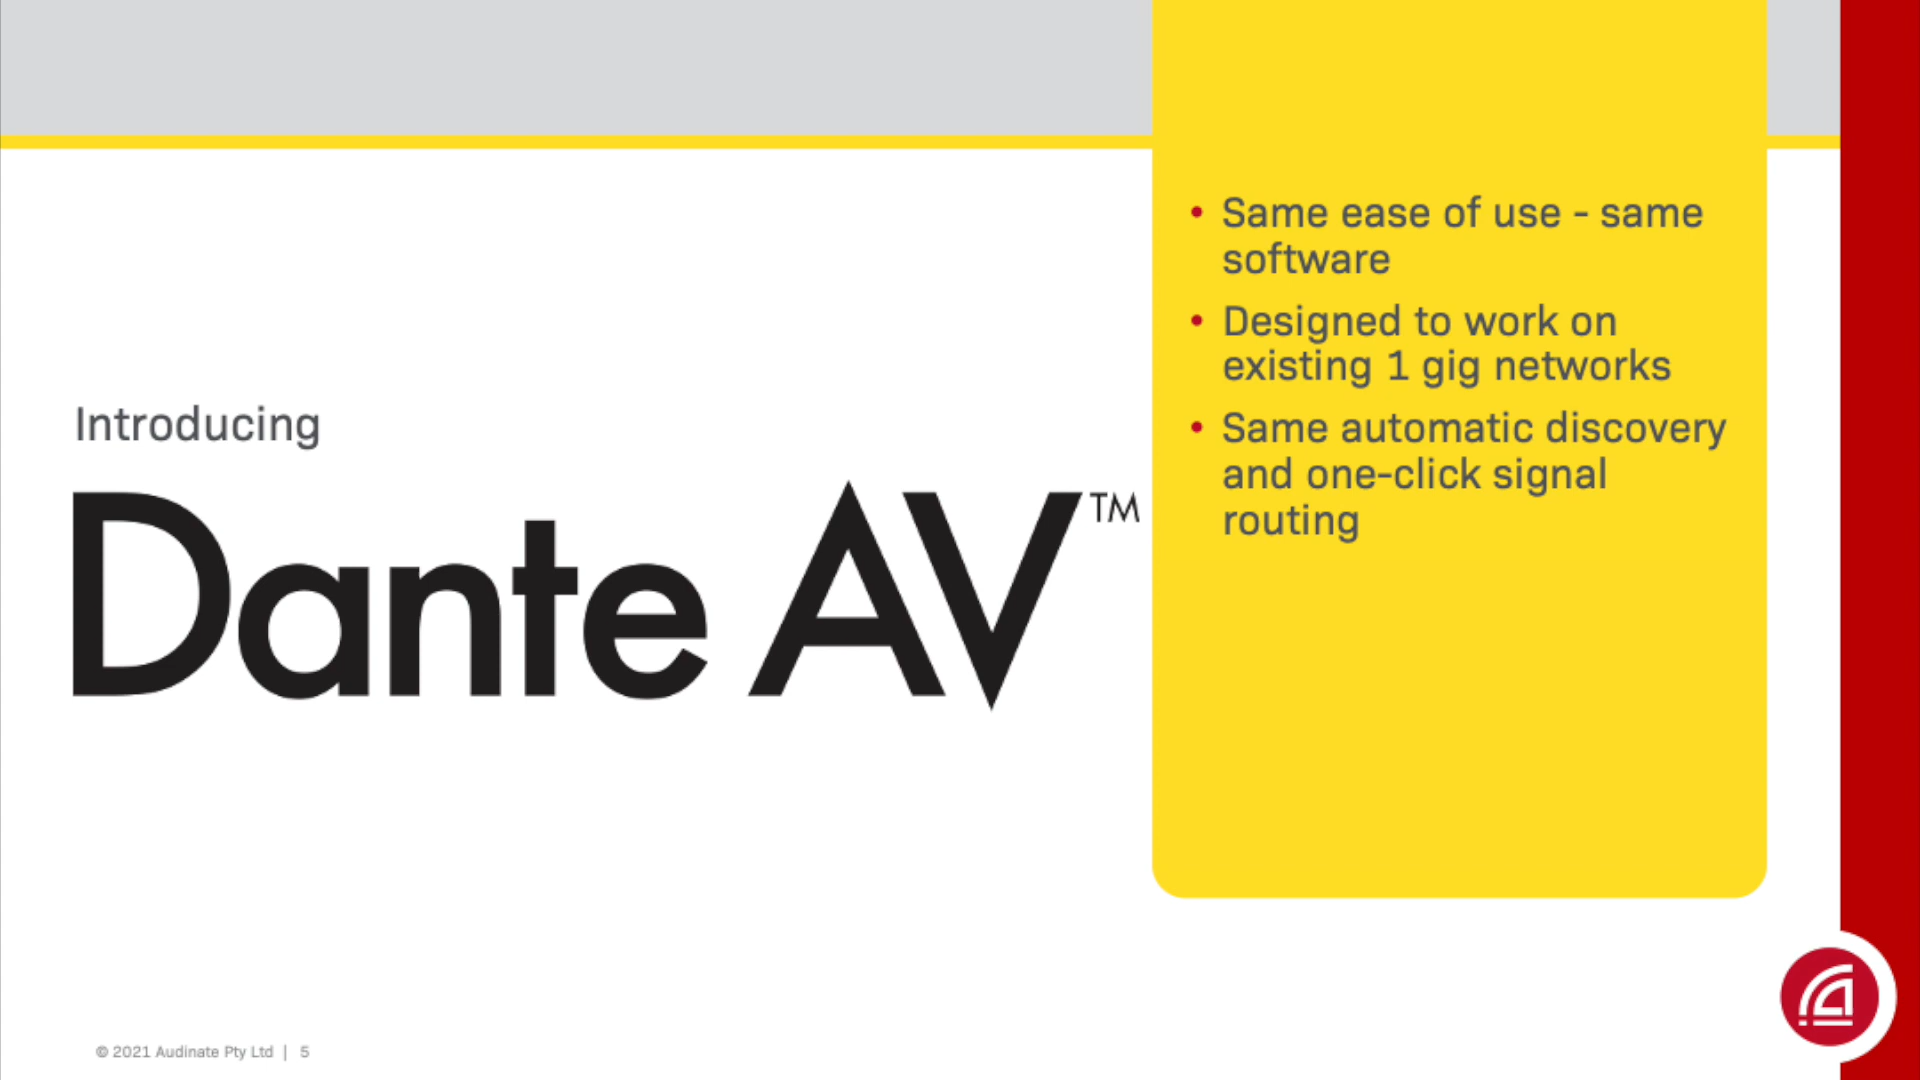 Introducing
Dante AV™
• Same ease of use - same
software
• Designed to work on
existing 1 gig networks
• Same automatic discovery
and one-click signal
routing
© 2021 Audinate Pty Ltd | 5